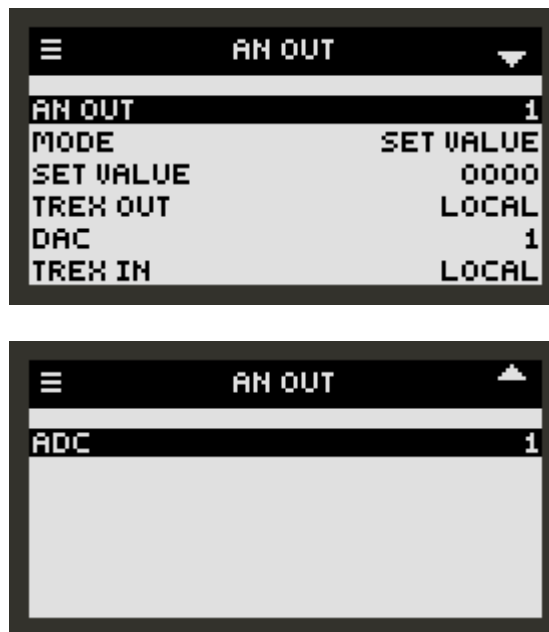 AN OUT
AN OUT 1
MODE SET VALUE
SET VALUE 0000
TREX OUT LOCAL
DAC 1
TREX IN LOCAL
AN OUT
ADC 1